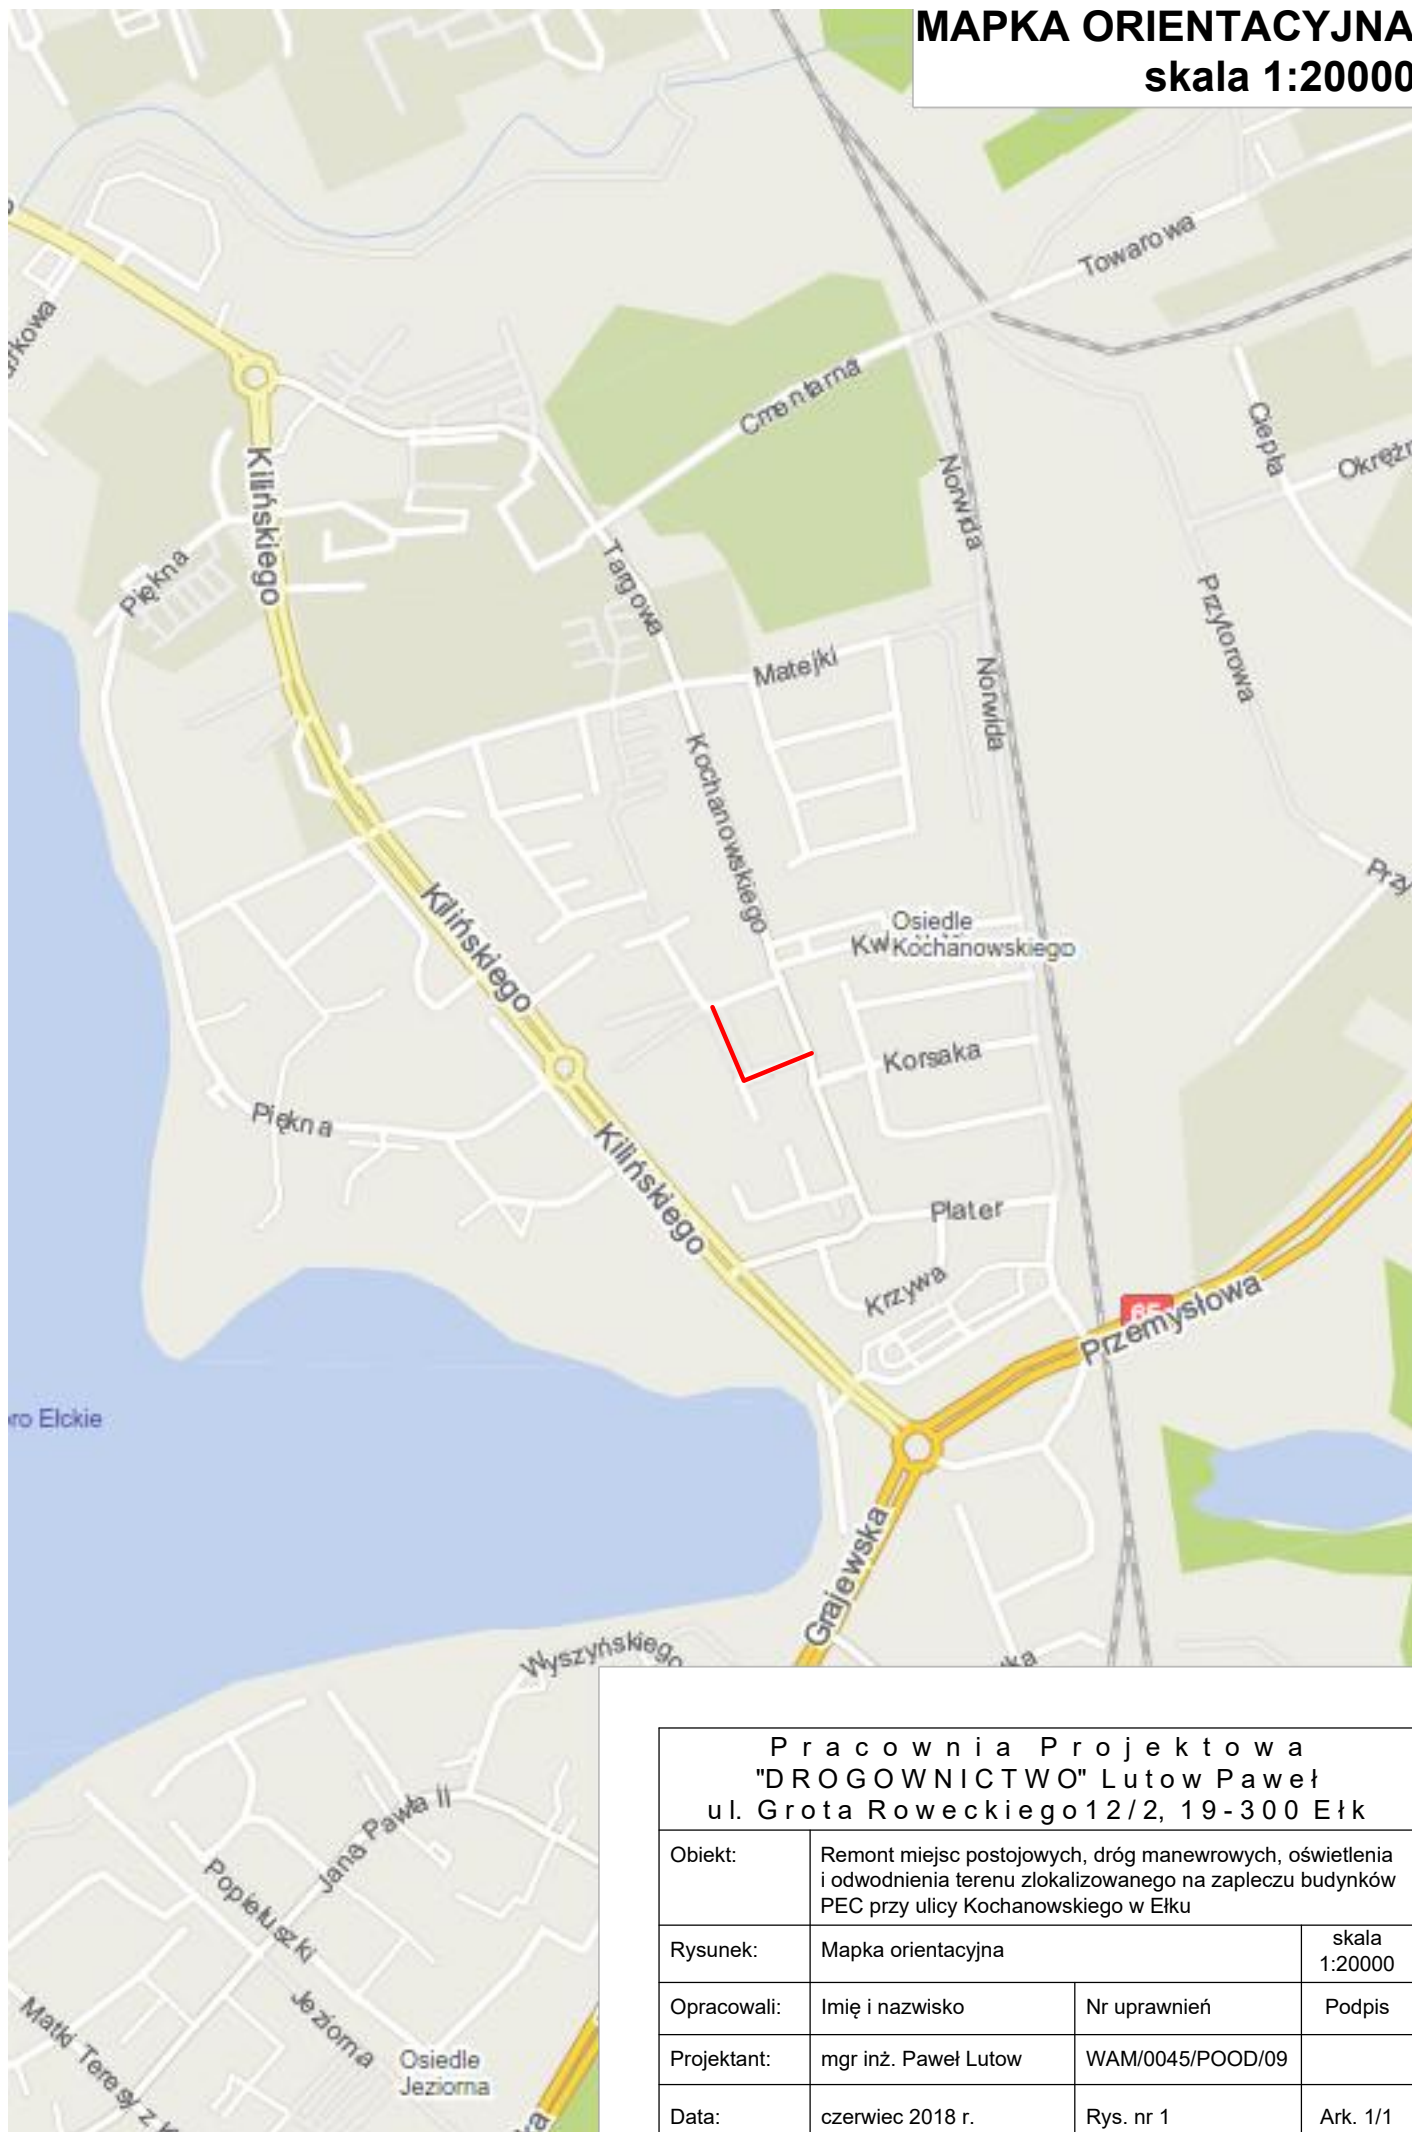 MAPKA ORIENTACYJNA
skala 1:20000
Towarowa
Cmentarna
Ciepła
Norwida
Kilińskiego
Piękna
Targowa
Przytorowa
Matejki
Norwida
Kochanowskiego
Kilińskiego
Osiedle
Kochanowskiego
Korsaka
Piękna
Kilińskiego
Plater
Krzywa
Przemysłowa
Grajewska
Wyszyńskiego
Jana Pawła II
Popiełuszki
Jeziorna
Matki Teresy z
Osiedle
Jeziorna
Pracownia Projektowa
"DROGOWNICTWO" Lutow Paweł
ul. Grota Roweckiego 12/2, 19-300 Ełk
Obiekt: Remont miejsc postojowych, dróg manewrowych, oświetlenia
i odwodnienia terenu zlokalizowanego na zapleczu budynków
PEC przy ulicy Kochanowskiego w Ełku
Rysunek: Mapka orientacyjna skala
1:20000
Opracowali: Imię i nazwisko Nr uprawnień Podpis
Projektant: mgr inż. Paweł Lutow WAM/0045/POOD/09
Data: czerwiec 2018 r. Rys. nr 1 Ark. 1/1